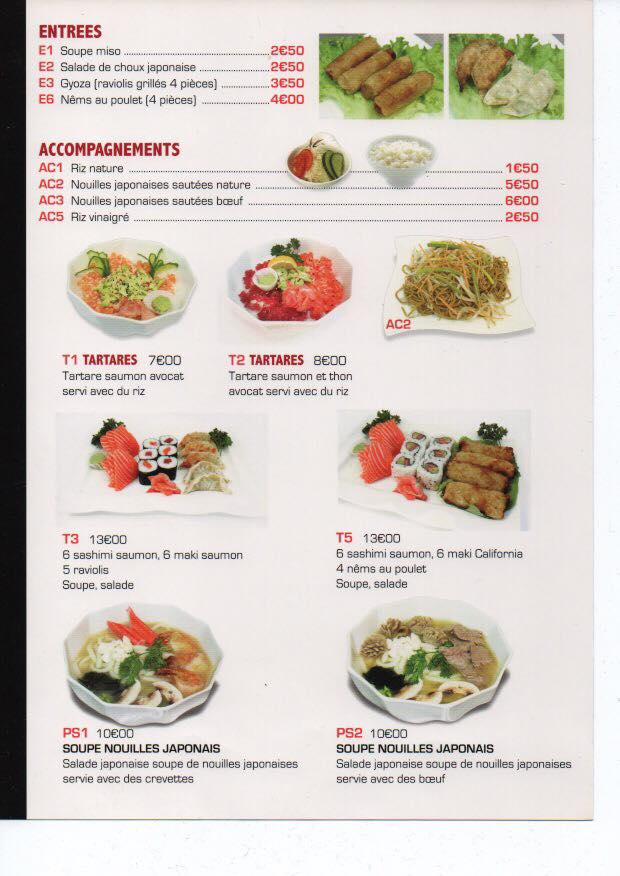 ENTREES
E1 Soupe miso 2€50
E2 Salade de choux japonaise 2€50
E3 Gyoza (raviolis grillés 4 pièces) 3€50
E6 Nêms au poulet (4 pièces) 4€00
ACCOMPAGNEMENTS
AC1 Riz nature 1€50
AC2 Nouilles japonaises sautées nature 5€50
AC3 Nouilles japonaises sautées bœuf 6€00
AC5 Riz vinaigré 2€50
AC2
T1 TARTARES 7€00
Tartare saumon avocat
servi avec du riz
T2 TARTARES 8€00
Tartare saumon et thon
avocat servi avec du riz
T3 13€00
6 sashimi saumon, 6 maki saumon
5 raviolis
Soupe, salade
T5 13€00
6 sashimi saumon, 6 maki California
4 nêms au poulet
Soupe, salade
PS1 10€00
SOUPE NOUILLES JAPONAIS
Salade japonaise soupe de nouilles japonaises
servie avec des crevettes
PS2 10€00
SOUPE NOUILLES JAPONAIS
Salade japonaise soupe de nouilles japonaises
servie avec des bœuf